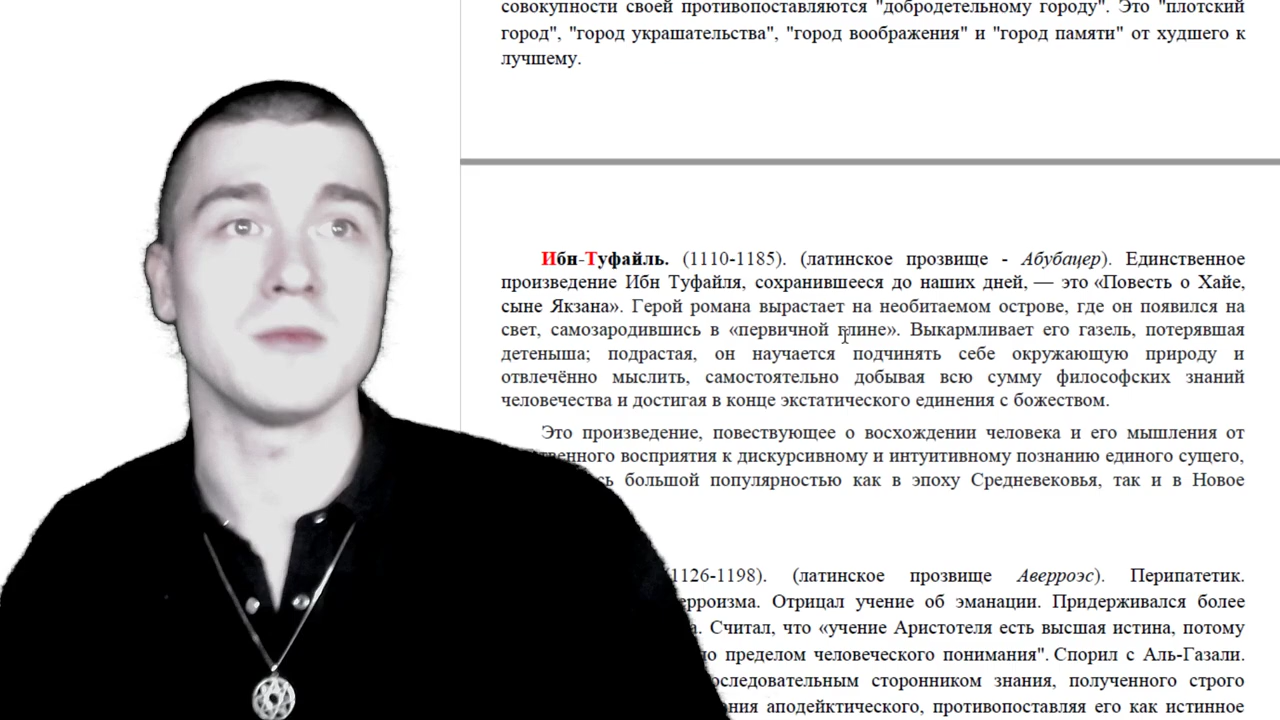 совокупности своей противопоставляются "добродетельному городу". Это "плотский
город", "город украшательства", "город воображения" и "город памяти" от худшего к
лучшему.
Ибн-Туфайль. (1110-1185). (латинское прозвище - Абубацер). Единственное
произведение Ибн Туфайля, сохранившееся до наших дней, — это «Повесть о Хайе,
сыне Якзана». Герой романа вырастает на необитаемом острове, где он появился на
свет, самозародившись в «первичной глине». Выкармливает его газель, потерявшая
детеныша; подрастая, он научается подчинять себе окружающую природу и
отвлечённо мыслить, самостоятельно добывая всю сумму философских знаний
человечества и достигая в конце экстатического единения с божеством.
Это произведение, повествующее о восхождении человека и его мышления от
восприятия к дискурсивному и интуитивному познанию единого сущего,
большой популярностью как в эпоху Средневековья, так и в Новое
1126-1198). (латинское прозвище Аверроэс). Перипатетик.
Отрицал учение об эманации. Придерживался более
Считал, что «учение Аристотеля есть высшая истина, потому
пределом человеческого понимания". Спорил с Аль-Газали.
сторонником знания, полученного строго
аподейктического, противопоставляя его как истинное